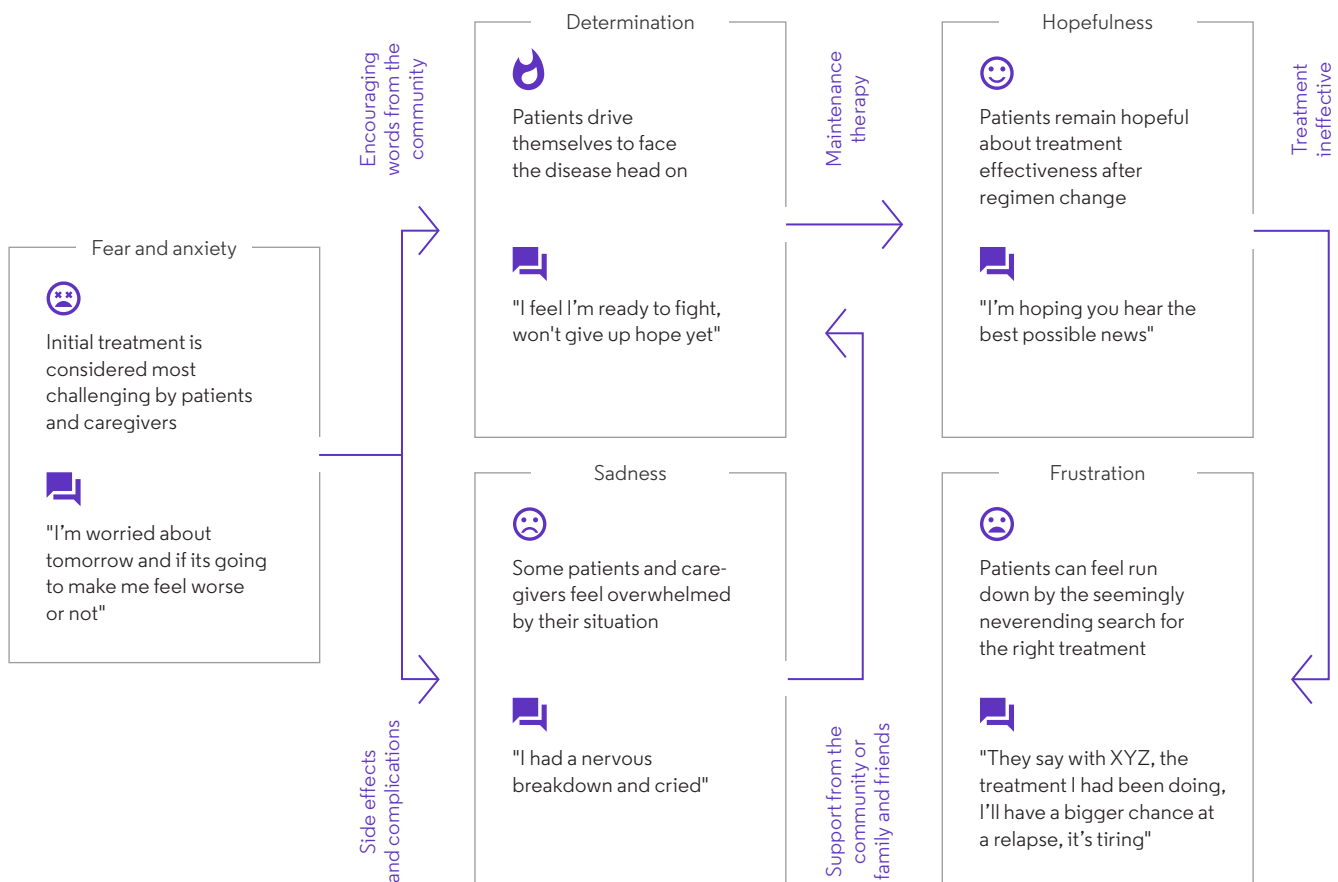 Fear and anxiety
Initial treatment is
considered most
challenging by patients
and caregivers
"I'm worried about
tomorrow and if its going
to make me feel worse
or not"
Encouraging
words from the
community
Side effects
and complications
Determination
Patients drive
themselves to face
the disease head on
"I feel I'm ready to fight,
won't give up hope yet"
Sadness
Some patients and care-
givers feel overwhelmed
by their situation
"I had a nervous
breakdown and cried"
Maintenance
therapy
Support from the
community or
family and friends
Hopefulness
Patients remain hopeful
about treatment
effectiveness after
regimen change
"I'm hoping you hear the
best possible news"
Treatment
ineffective
Frustration
Patients can feel run
down by the seemingly
neverending search for
the right treatment
"They say with XYZ, the
treatment I had been doing,
I'll have a bigger chance at
a relapse, it's tiring"